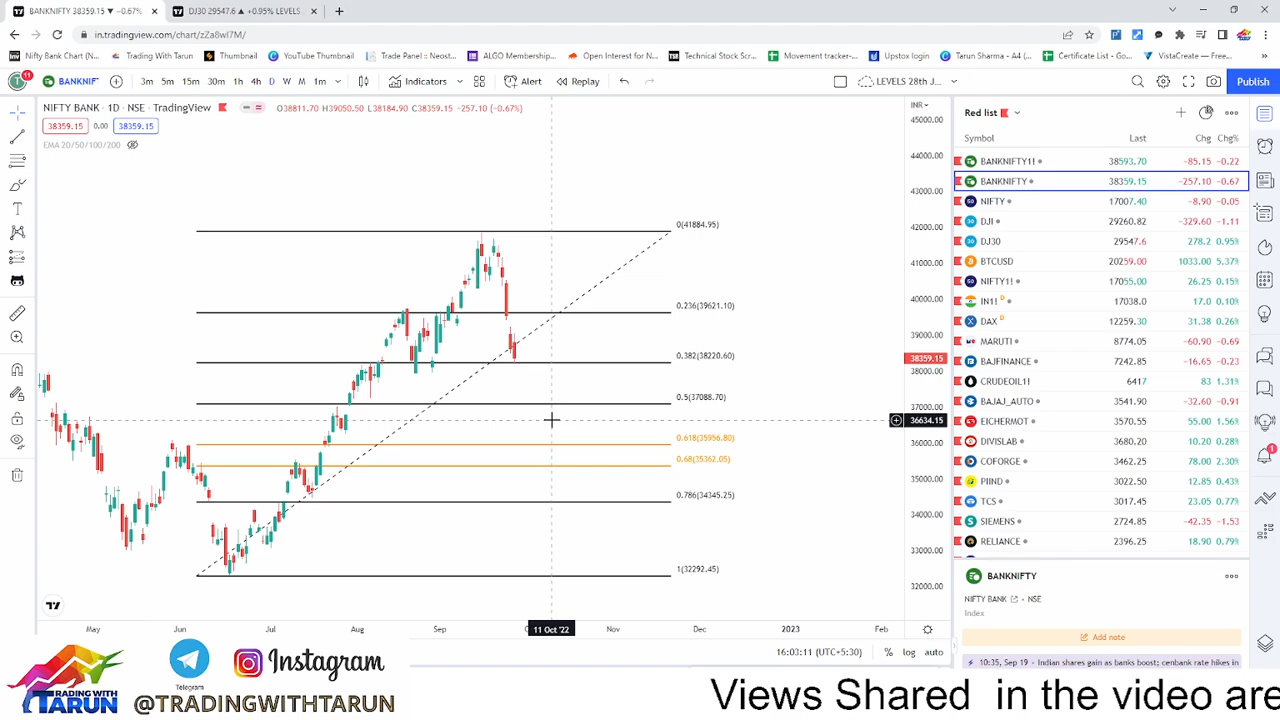 BANKNIFTY 38359.15 ▼ −0.67% ×
DJ30 29547.6 ▲ +0.95% LEVELS ×
in.tradingview.com/chart/zZa8wI7M/
Nifty Bank Chart (N...
Trading With Tarun
Thumbnail
YouTube Thumbnail
Trade Panel :: Neost...
ALGO Membership...
Open Interest for N...
Technical Stock Scr...
Movement tracker-...
Upstox login
Tarun Sharma - A4 (...
Certificate List - Go...
VistaCreate — Free...
11
BANKNIF
3m 5m 15m 30m 1h 4h D W M 1m
Indicators
Alert
Replay
LEVELS 28th J...
Publish
NIFTY BANK · 1D · NSE · TradingView
O38811.70 H39050.50 L38184.90 C38359.15 −257.10 (−0.67%)
38359.15 0.00 38359.15
EMA 20/50/100/200
INR
45000.00
44000.00
43000.00
42000.00
41000.00
40000.00
39000.00
38359.15
38000.00
37000.00
36634.15
36000.00
35000.00
34000.00
33000.00
32000.00
0(41884.95)
0.236(39621.10)
0.382(38220.60)
0.5(37088.70)
0.618(35956.80)
0.68(35362.05)
0.786(34345.25)
1(32292.45)
May Jun Jul Aug Sep 11 Oct '22 Nov Dec 2023 Feb
16:03:11 (UTC+5:30) % log auto
Red list
Symbol Last Chg Chg%
BANKNIFTY1! 38593.70 -85.15 -0.22
BANKNIFTY 38359.15 -257.10 -0.67
NIFTY 17007.40 -8.90 -0.05
DJI 29260.82 -329.60 -1.11
DJ30 29547.6 278.2 0.95%
BTCUSD 20259.00 1033.00 5.37%
NIFTY1! 17055.00 26.25 0.15%
IN1! D 17038.0 17.0 0.10%
DAX D 12259.30 31.38 0.26%
MARUTI 8774.05 -60.90 -0.69
BAJFINANCE 7242.85 -16.65 -0.23
CRUDEOIL1! 6417 83 1.31%
BAJAJ_AUTO 3541.90 -32.60 -0.91
EICHERMOT 3570.55 55.00 1.56%
DIVISLAB 3680.20 10.20 0.28%
COFORGE 3462.25 78.00 2.30%
PIIND 3022.50 12.85 0.43%
TCS 3017.45 23.05 0.77%
SIEMENS 2724.85 -42.35 -1.53
RELIANCE 2396.25 18.90 0.79%
BANKNIFTY
NIFTY BANK • NSE
Index
Add note
10:35, Sep 19 • Indian shares gain as banks boost; cenbank rate hikes in
1
TRADING WITH
TARUN
Telegram
Instagram
@TRADINGWITHTARUN
Views Shared in the video are